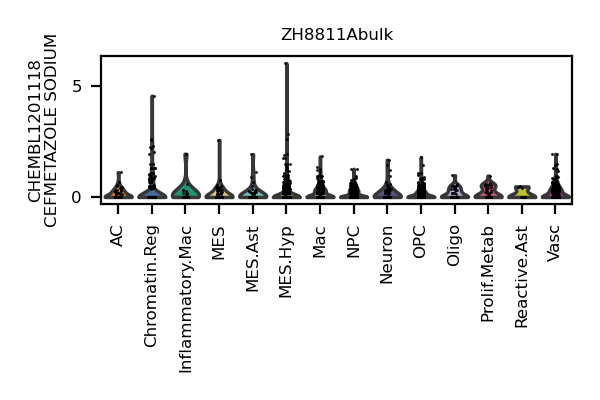 ZH8811Abulk
CHEMBL1201118
CEFMETAZOLE SODIUM
5
0
AC
Chromatin.Reg
Inflammatory.Mac
MES
MES.Ast
MES.Hyp
Mac
NPC
Neuron
OPC
Oligo
Prolif.Metab
Reactive.Ast
Vasc